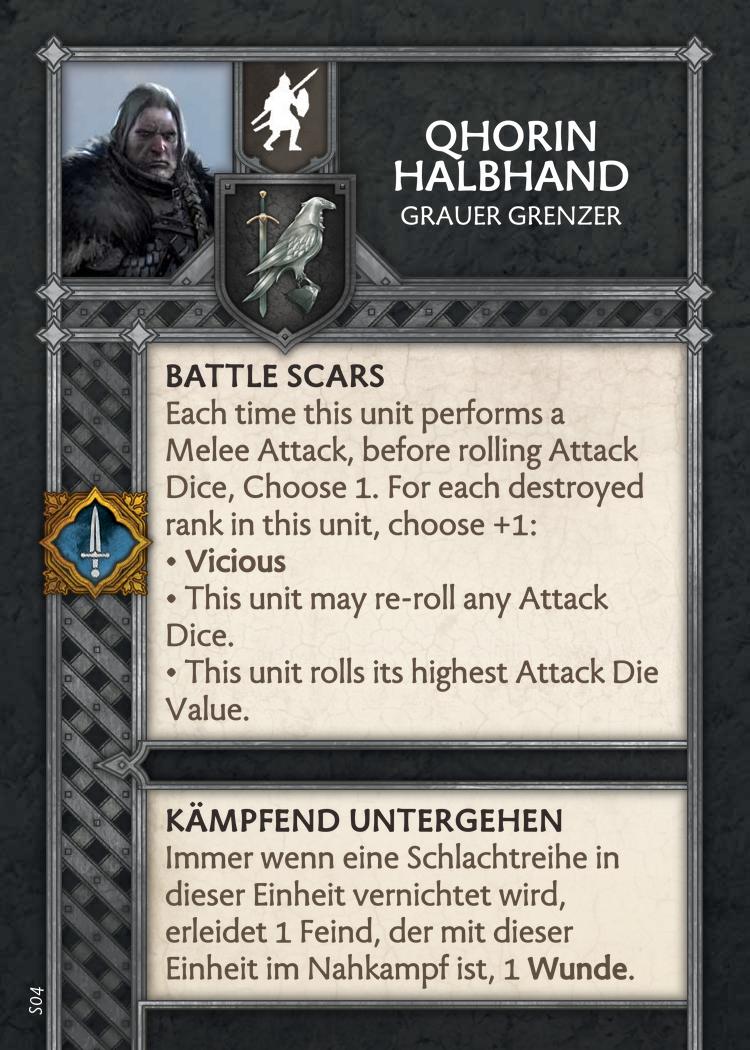 QHORIN
HALBHAND
GRAUER GRENZER
BATTLE SCARS
Each time this unit performs a
Melee Attack, before rolling Attack
Dice, Choose 1. For each destroyed
rank in this unit, choose +1:
• Vicious
• This unit may re-roll any Attack
Dice.
• This unit rolls its highest Attack Die
Value.
KÄMPFEND UNTERGEHEN
Immer wenn eine Schlachtreihe in
dieser Einheit vernichtet wird,
erleidet 1 Feind, der mit dieser
Einheit im Nahkampf ist, 1 Wunde.
S04